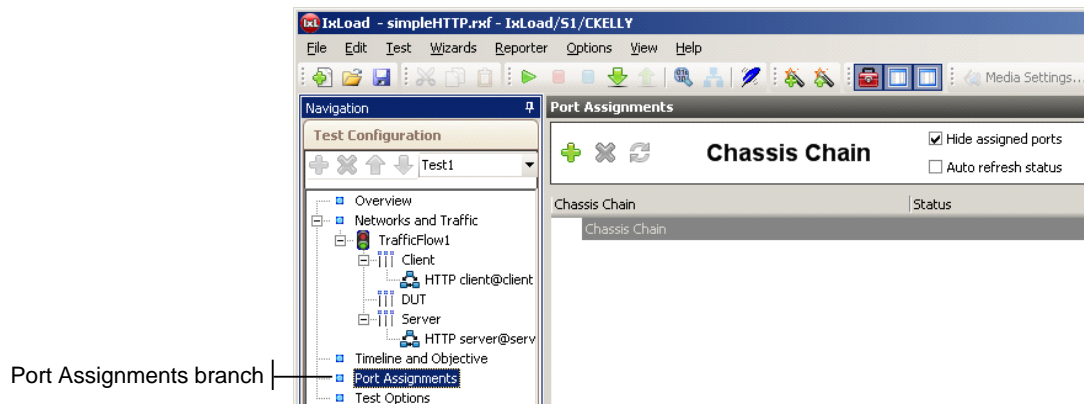 IxLoad - simpleHTTP.rxf - IxLoad/S1/CKELLY
File Edit Test Wizards Reporter Options View Help
Media Settings...
Navigation
Port Assignments
Test Configuration
Test1
Chassis Chain
Hide assigned ports
Auto refresh status
Chassis Chain Status
Chassis Chain
Overview
Networks and Traffic
TrafficFlow1
Client
HTTP client@client
DUT
Server
HTTP server@serv
Timeline and Objective
Port Assignments branch
Port Assignments
Test Options